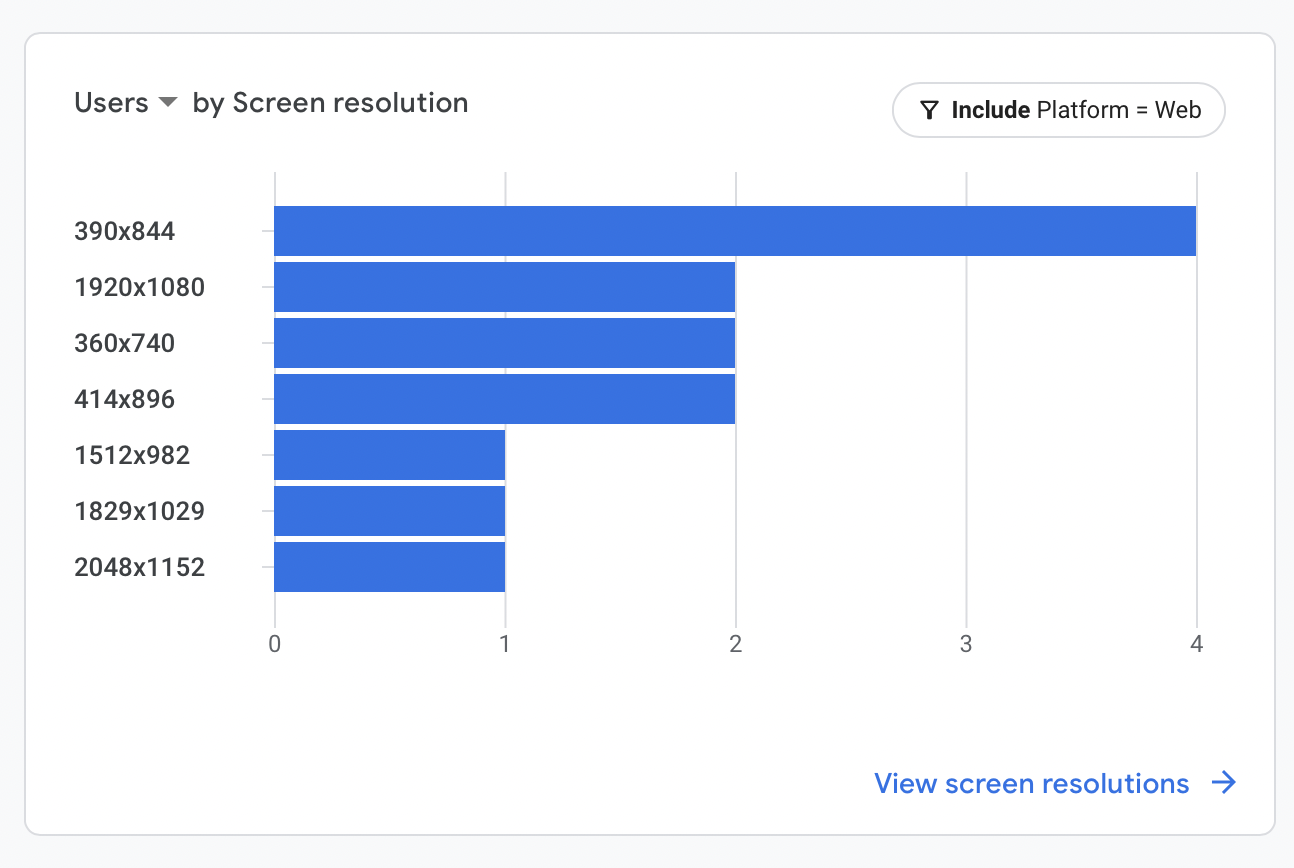 Users by Screen resolution
Include Platform = Web
390x844
1920x1080
360x740
414x896
1512x982
1829x1029
2048x1152
0 1 2 3 4
View screen resolutions